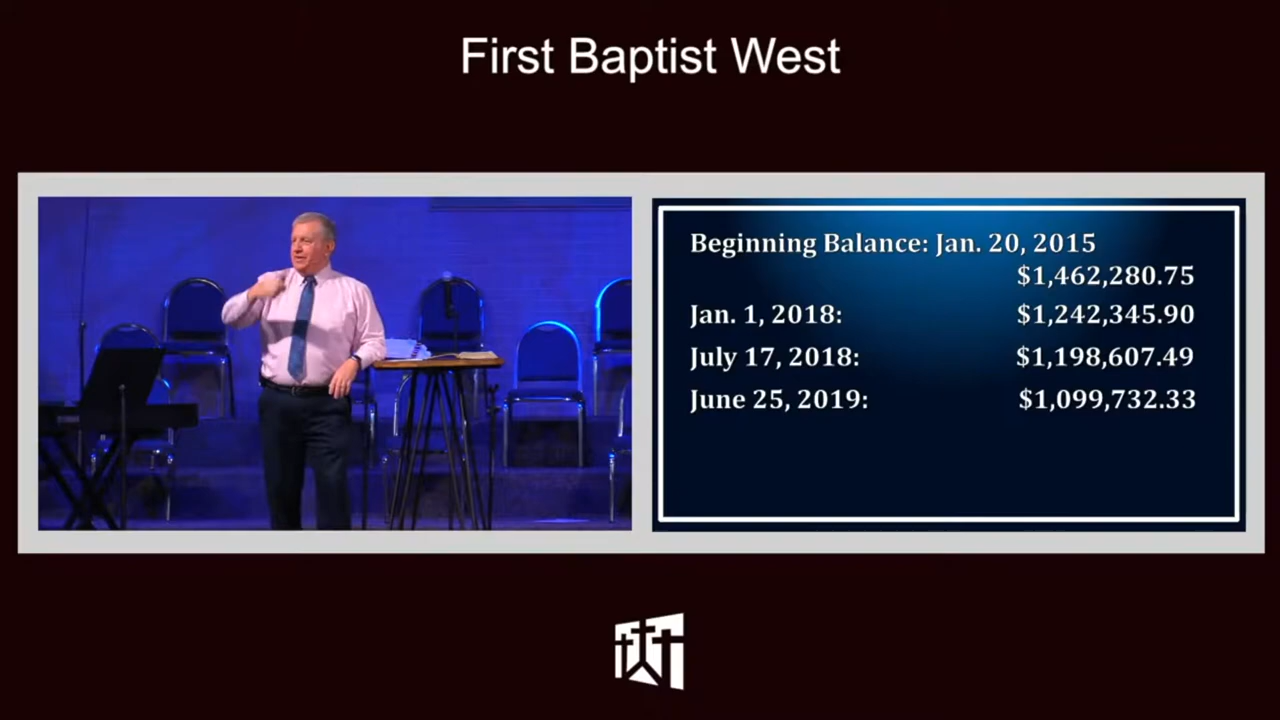 First Baptist West
Beginning Balance: Jan. 20, 2015
$1,462,280.75
Jan. 1, 2018: $1,242,345.90
July 17, 2018: $1,198,607.49
June 25, 2019: $1,099,732.33